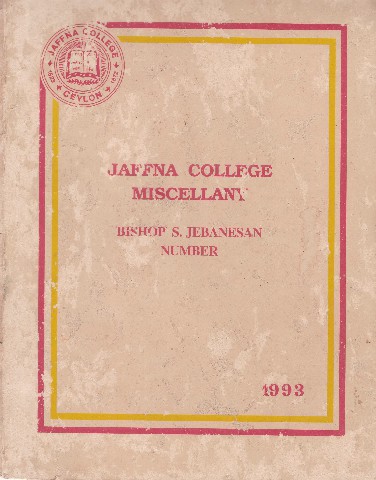 JAFFNA COLLEGE
CEYLON
JAFFNA COLLEGE
MISCELLANY
BISHOP S. JEBANESAN
NUMBER
1993